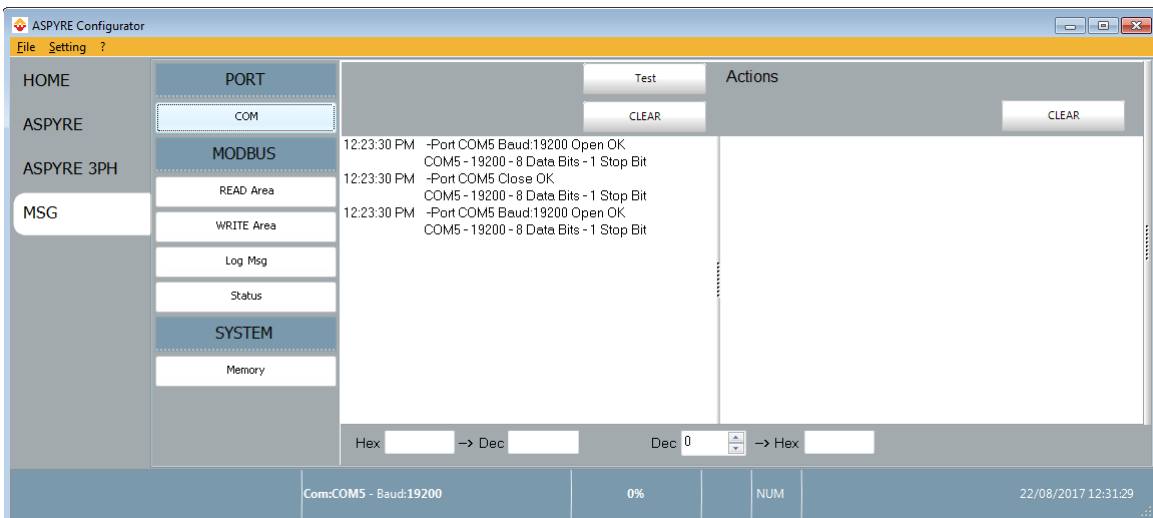 ASPYRE Configurator
File Setting ?
HOME
ASPYRE
ASPYRE 3PH
MSG
PORT
COM
MODBUS
READ Area
WRITE Area
Log Msg
Status
SYSTEM
Memory
Test
CLEAR
12:23:30 PM -Port COM5 Baud:19200 Open OK
COM5 - 19200 - 8 Data Bits - 1 Stop Bit
12:23:30 PM -Port COM5 Close OK
COM5 - 19200 - 8 Data Bits - 1 Stop Bit
12:23:30 PM -Port COM5 Baud:19200 Open OK
COM5 - 19200 - 8 Data Bits - 1 Stop Bit
Actions
CLEAR
Hex –> Dec Dec 0 –> Hex
Com:COM5 - Baud:19200 0% NUM 22/08/2017 12:31:29